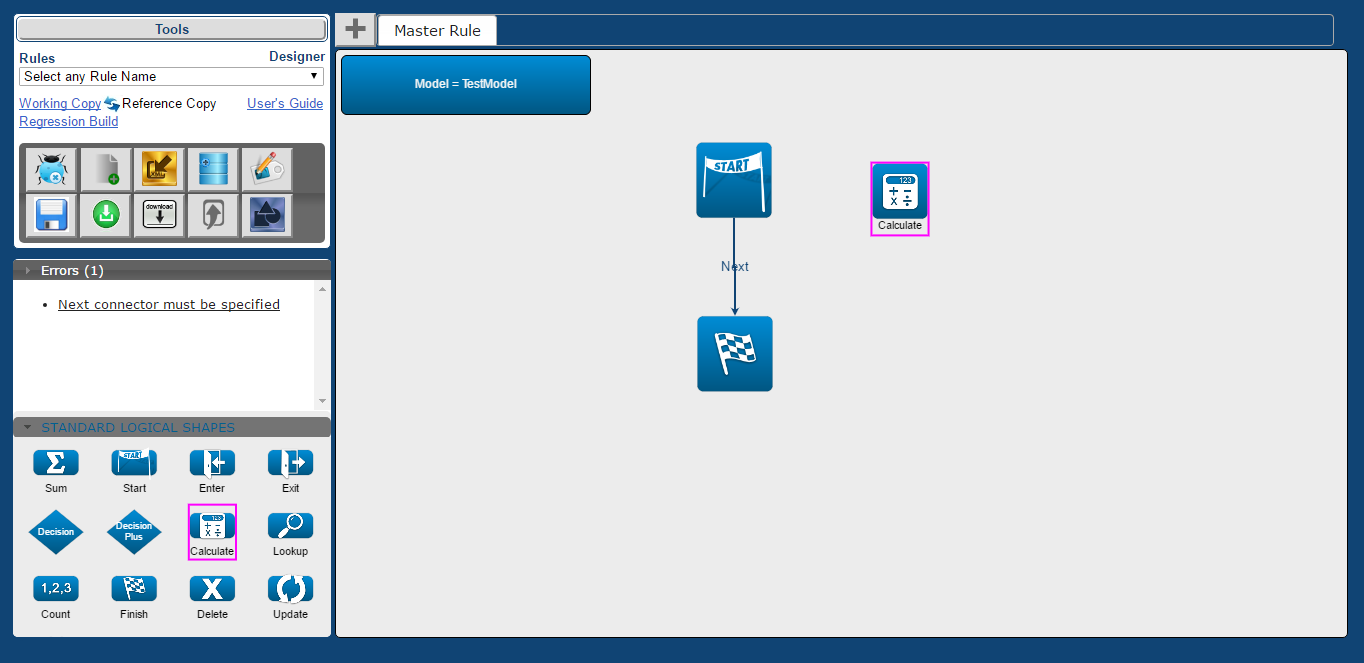 Tools
Rules
Designer
Select any Rule Name
Working Copy Reference Copy User's Guide
Regression Build
download
Errors (1)
Next connector must be specified
STANDARD LOGICAL SHAPES
START
Sum Start Enter Exit
Decision
Decision Plus
123
Calculate Lookup
1,2,3
Count Finish Delete Update
Master Rule
Model = TestModel
START
123
Calculate
Next